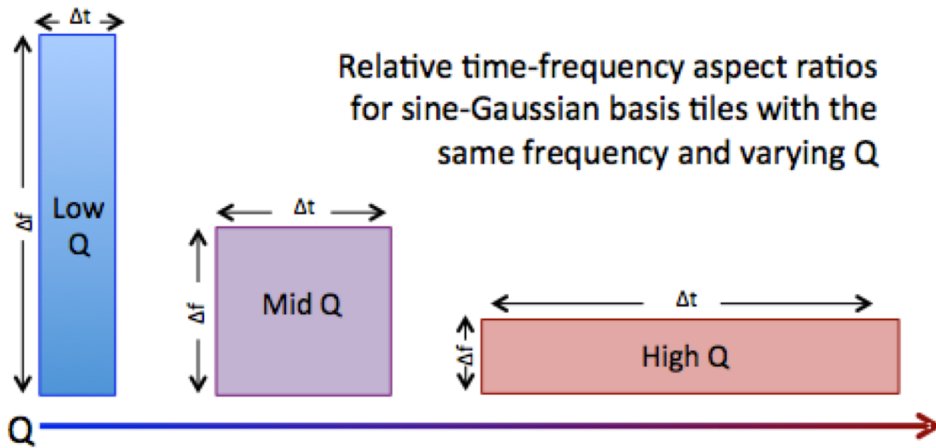 Δt
Relative time-frequency aspect ratios
for sine-Gaussian basis tiles with the
same frequency and varying Q
Δf
Low
Q
Δt
Δf
Mid Q
Δt
Δf
High Q
Q